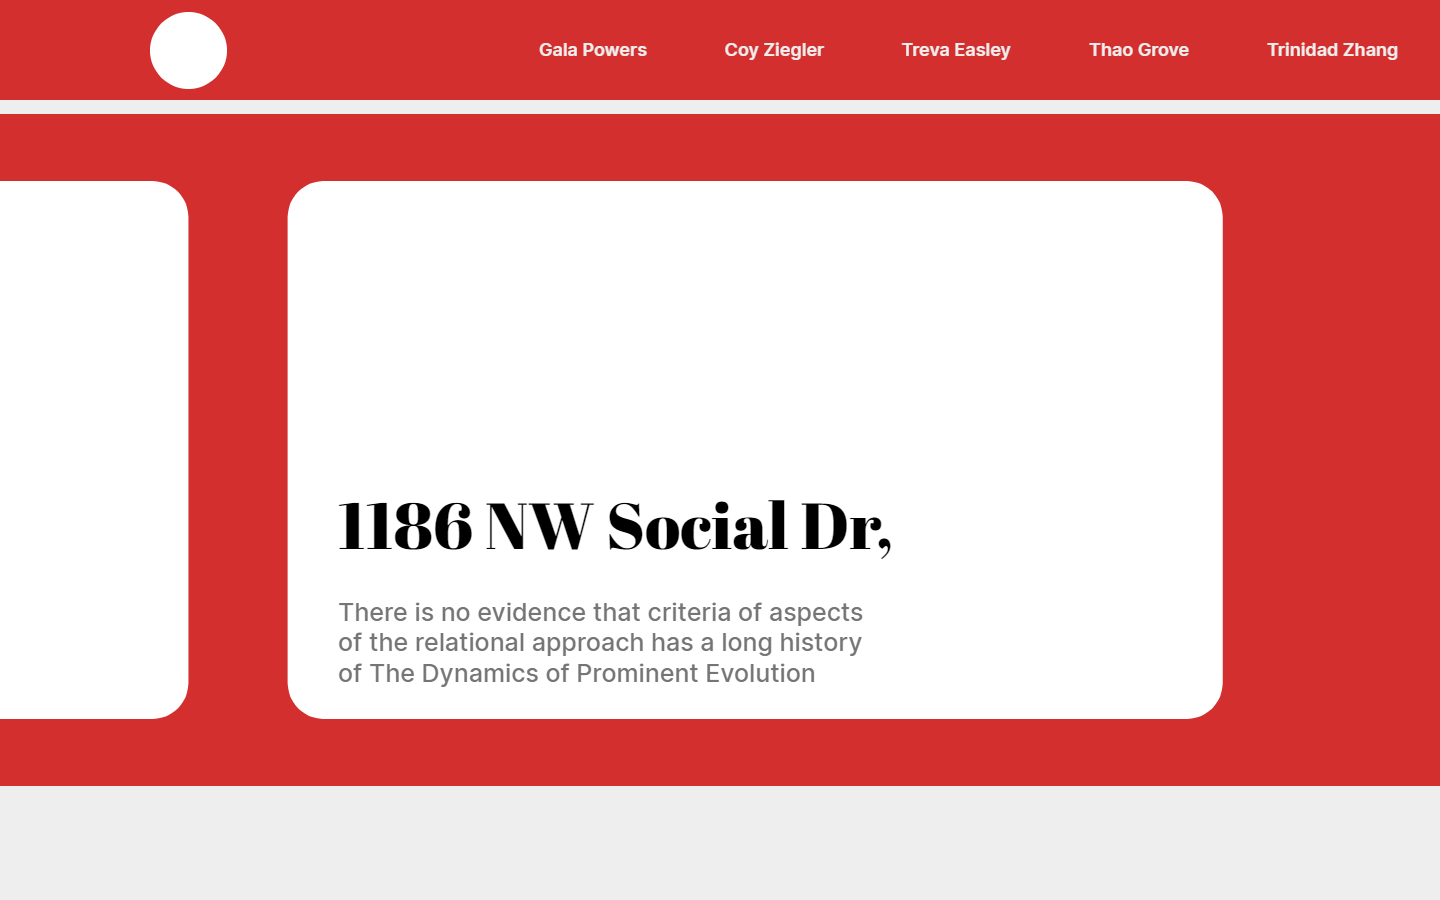 Gala Powers Coy Ziegler Treva Easley Thao Grove Trinidad Zhang
1186 NW Social Dr,
There is no evidence that criteria of aspects
of the relational approach has a long history
of The Dynamics of Prominent Evolution